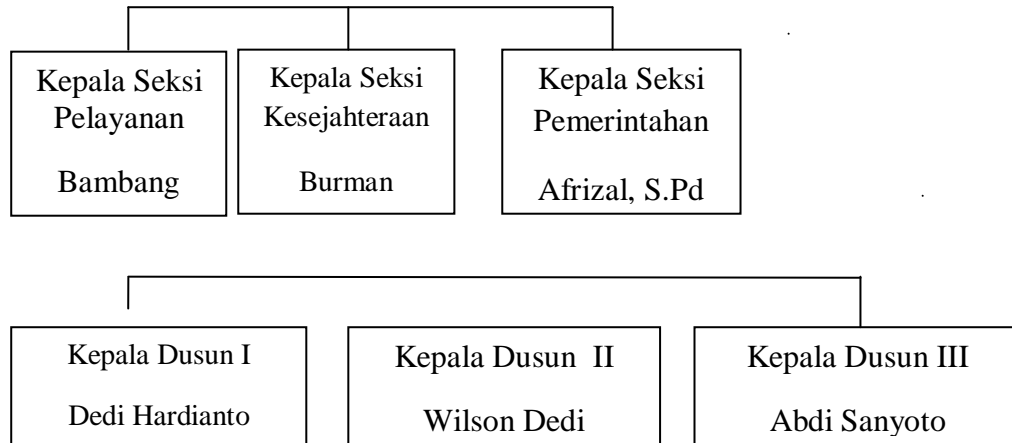 Kepala Seksi
Pelayanan
Bambang
Kepala Seksi
Kesejahteraan
Burman
Kepala Seksi
Pemerintahan
Afrizal, S.Pd
Kepala Dusun I
Dedi Hardianto
Kepala Dusun II
Wilson Dedi
Kepala Dusun III
Abdi Sanyoto